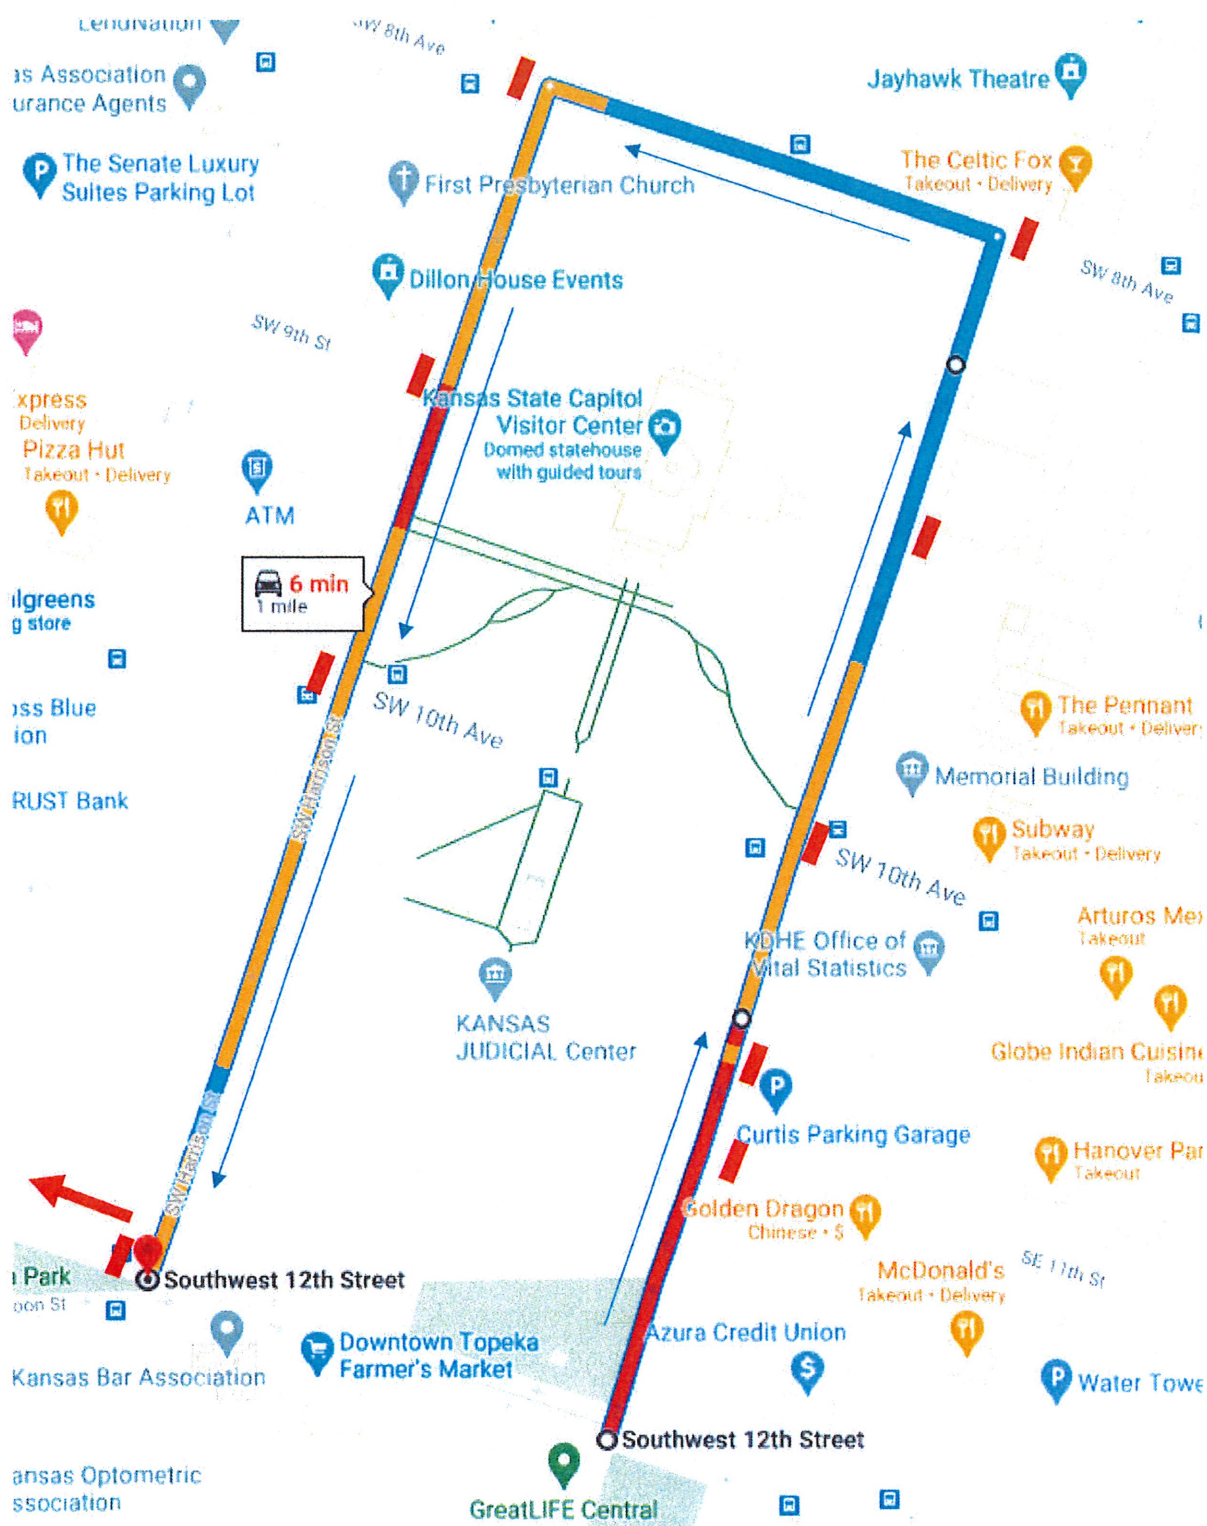 LendNation
SW 8th Ave
as Association
urance Agents
Jayhawk Theatre
The Senate Luxury
Suites Parking Lot
The Celtic Fox
Takeout • Delivery
First Presbyterian Church
Dillon House Events
SW 8th Ave
SW 9th St
Kansas State Capitol
Visitor Center
Domed statehouse
with guided tours
xpress
Delivery
Pizza Hut
Takeout • Delivery
ATM
6 min
1 mile
lgreens
g store
SW 10th Ave
oss Blue
ion
SW Harrison St
The Pennant
Takeout • Delivery
Memorial Building
RUST Bank
Subway
Takeout • Delivery
SW 10th Ave
Arturos Mex
Takeout
KDHE Office of
Vital Statistics
KANSAS
JUDICIAL Center
Globe Indian Cuisine
Takeou
P
P
Curtis Parking Garage
Hanover Par
Takeout
SW Harrison St
Golden Dragon
Chinese • $
SE 11th St
McDonald's
Takeout • Delivery
Park
oon St
Southwest 12th Street
Azura Credit Union
Downtown Topeka
Farmer's Market
$
P
Water Towe
Kansas Bar Association
Southwest 12th Street
ansas Optometric
ssociation
GreatLIFE Central